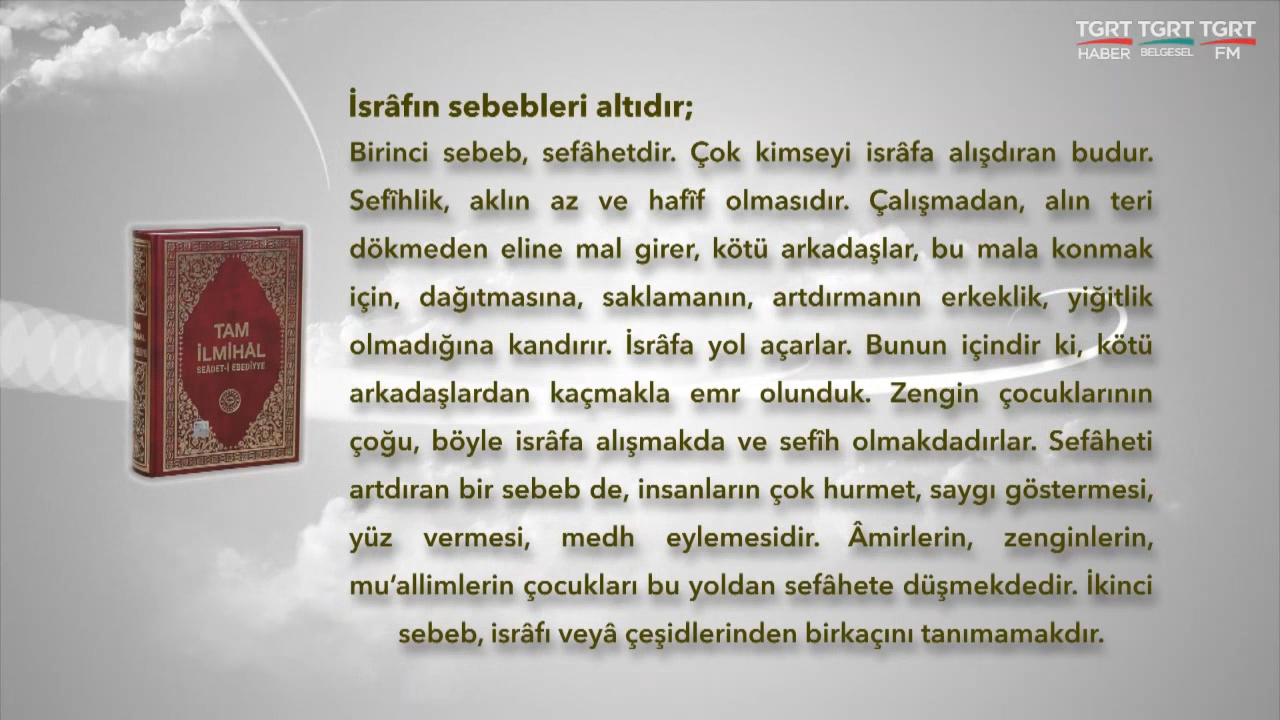 TGRT TGRT TGRT
HABER BELGESEL FM
İsrâfın sebebleri altıdır;
Birinci sebeb, sefâhetdir. Çok kimseyi isrâfa alışdıran budur.
Sefîhlik, aklın az ve hafîf olmasıdır. Çalışmadan, alın teri
dökmeden eline mal girer, kötü arkadaşlar, bu mala konmak
için, dağıtmasına, saklamanın, artdırmanın erkeklik, yiğitlik
olmadığına kandırır. İsrâfa yol açarlar. Bunun içindir ki, kötü
arkadaşlardan kaçmakla emr olunduk. Zengin çocuklarının
çoğu, böyle isrâfa alışmakda ve sefîh olmakdadırlar. Sefâheti
artdıran bir sebeb de, insanların çok hurmet, saygı göstermesi,
yüz vermesi, medh eylemesidir. Âmirlerin, zenginlerin,
mu’allimlerin çocukları bu yoldan sefâhete düşmekdedir. İkinci
sebeb, isrâfı veyâ çeşidlerinden birkaçını tanımamakdır.
TAM
İLMİHÂL
SEÂDET-İ EBEDİYYE